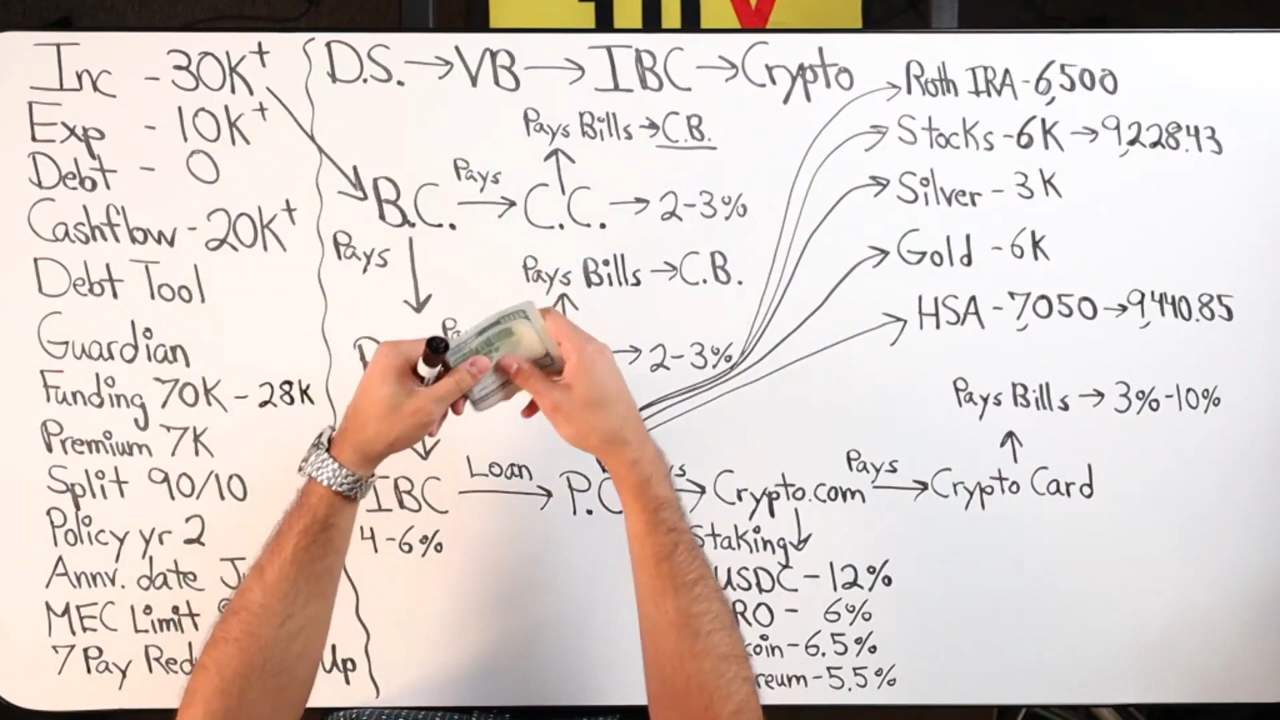 Inc - 30K+
Exp - 10K+
Debt - 0
Cashflow - 20K+
Debt Tool
Guardian
Funding 70K - 28K
Premium 7K
Split 90/10
Policy yr 2
Annv. date
MEC Limit
7 Pay
Up
D.S. → VB → IBC → Crypto
Pays Bills → C.B.
B.C. Pays → C.C. → 2-3%
Pays
Pays Bills → C.B.
→ 2-3%
IBC Loan → P.C → Crypto.com Pays → Crypto Card
4-6%
Staking
USDC - 12%
- 6%
- 6.5%
- 5.5%
Roth IRA - 6,500
Stocks - 6K → 9,228.43
Silver - 3K
Gold - 6K
HSA - 7,050 → 9,440.85
Pays Bills → 3%-10%